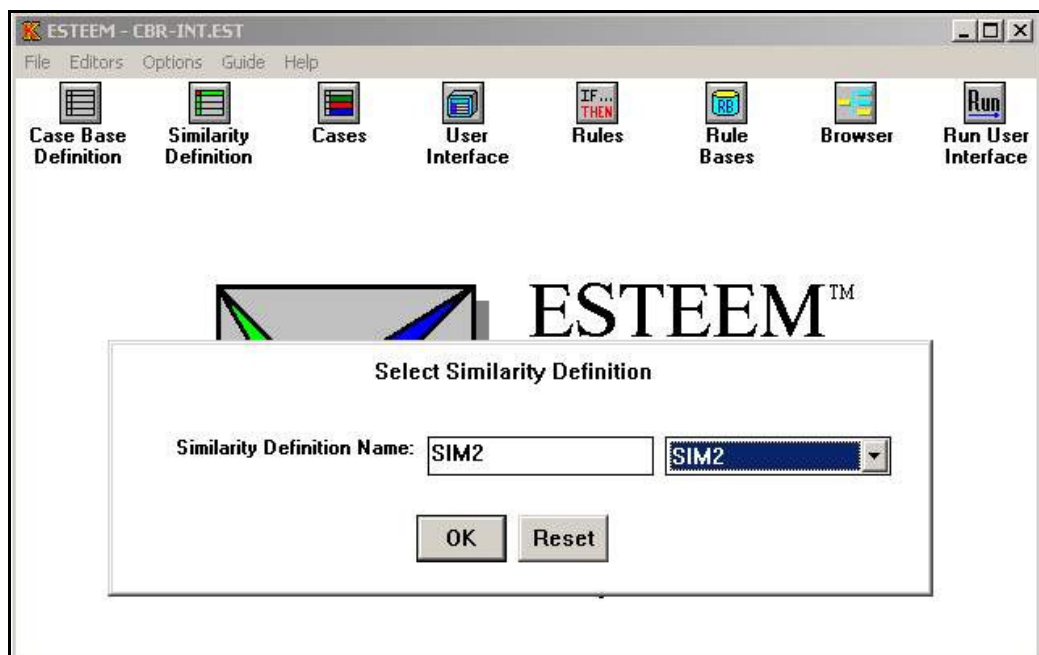 ESTEEM - CBR-INT.EST
File Editors Options Guide Help
Case Base Definition
Similarity Definition
Cases
User Interface
IF... THEN
Rules
RB
Rule Bases
Browser
Run
Run User Interface
ESTEEM™
Select Similarity Definition
Similarity Definition Name: SIM2 SIM2
OK Reset